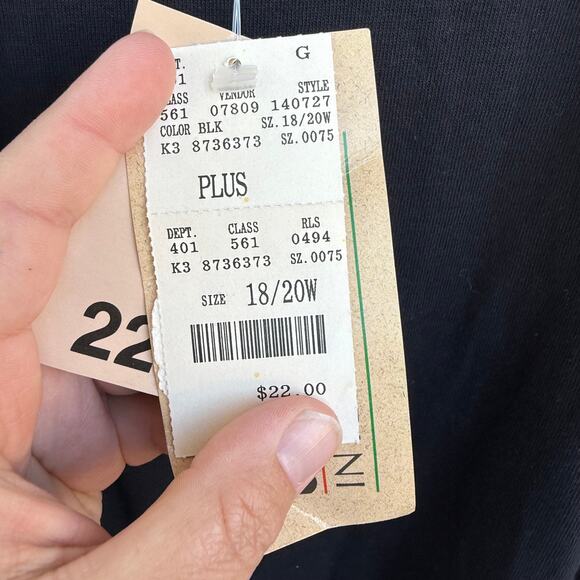 G
VENDOR STYLE
561 07809 140727
COLOR BLK SZ.18/20W
K3 8736373 SZ.0075
PLUS
DEPT. CLASS RLS
401 561 0494
K3 8736373 SZ.0075
SIZE 18/20W
$22.00
22